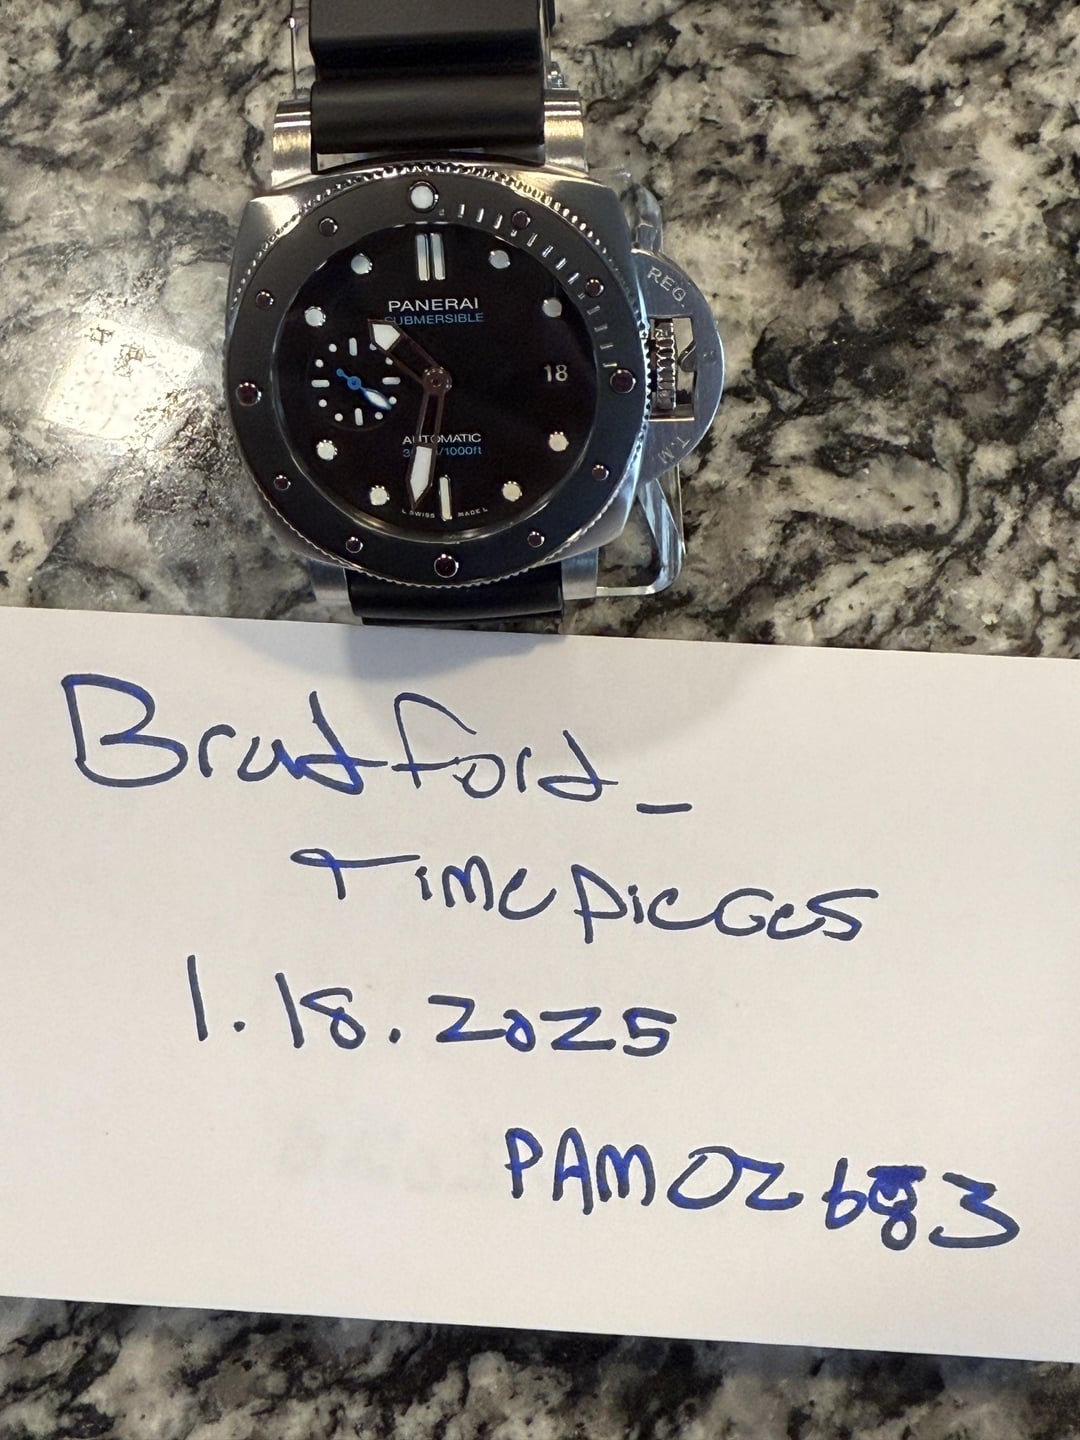 REG.
PANERAI
SUBMERSIBLE
18
AUTOMATIC
/1000ft
T.M
L SWISS MADE L
Bradford_
Timepieces
1.18.2025
PAM02683